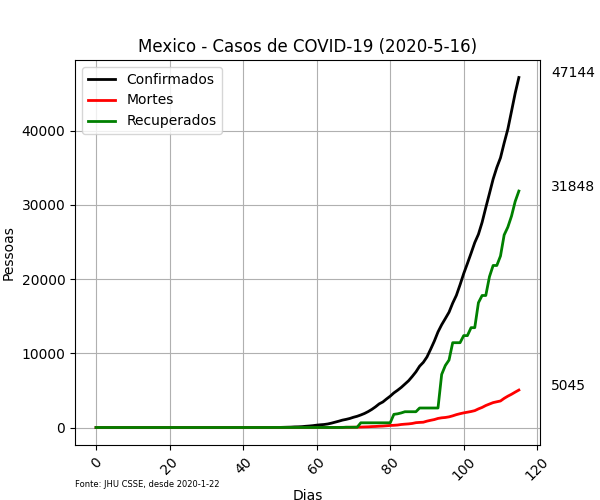 Mexico - Casos de COVID-19 (2020-5-16)
Confirmados
Mortes
Recuperados
47144
31848
5045
Pessoas
40000
30000
20000
10000
0
0
20
40
60
80
100
120
Fonte: JHU CSSE, desde 2020-1-22
Dias